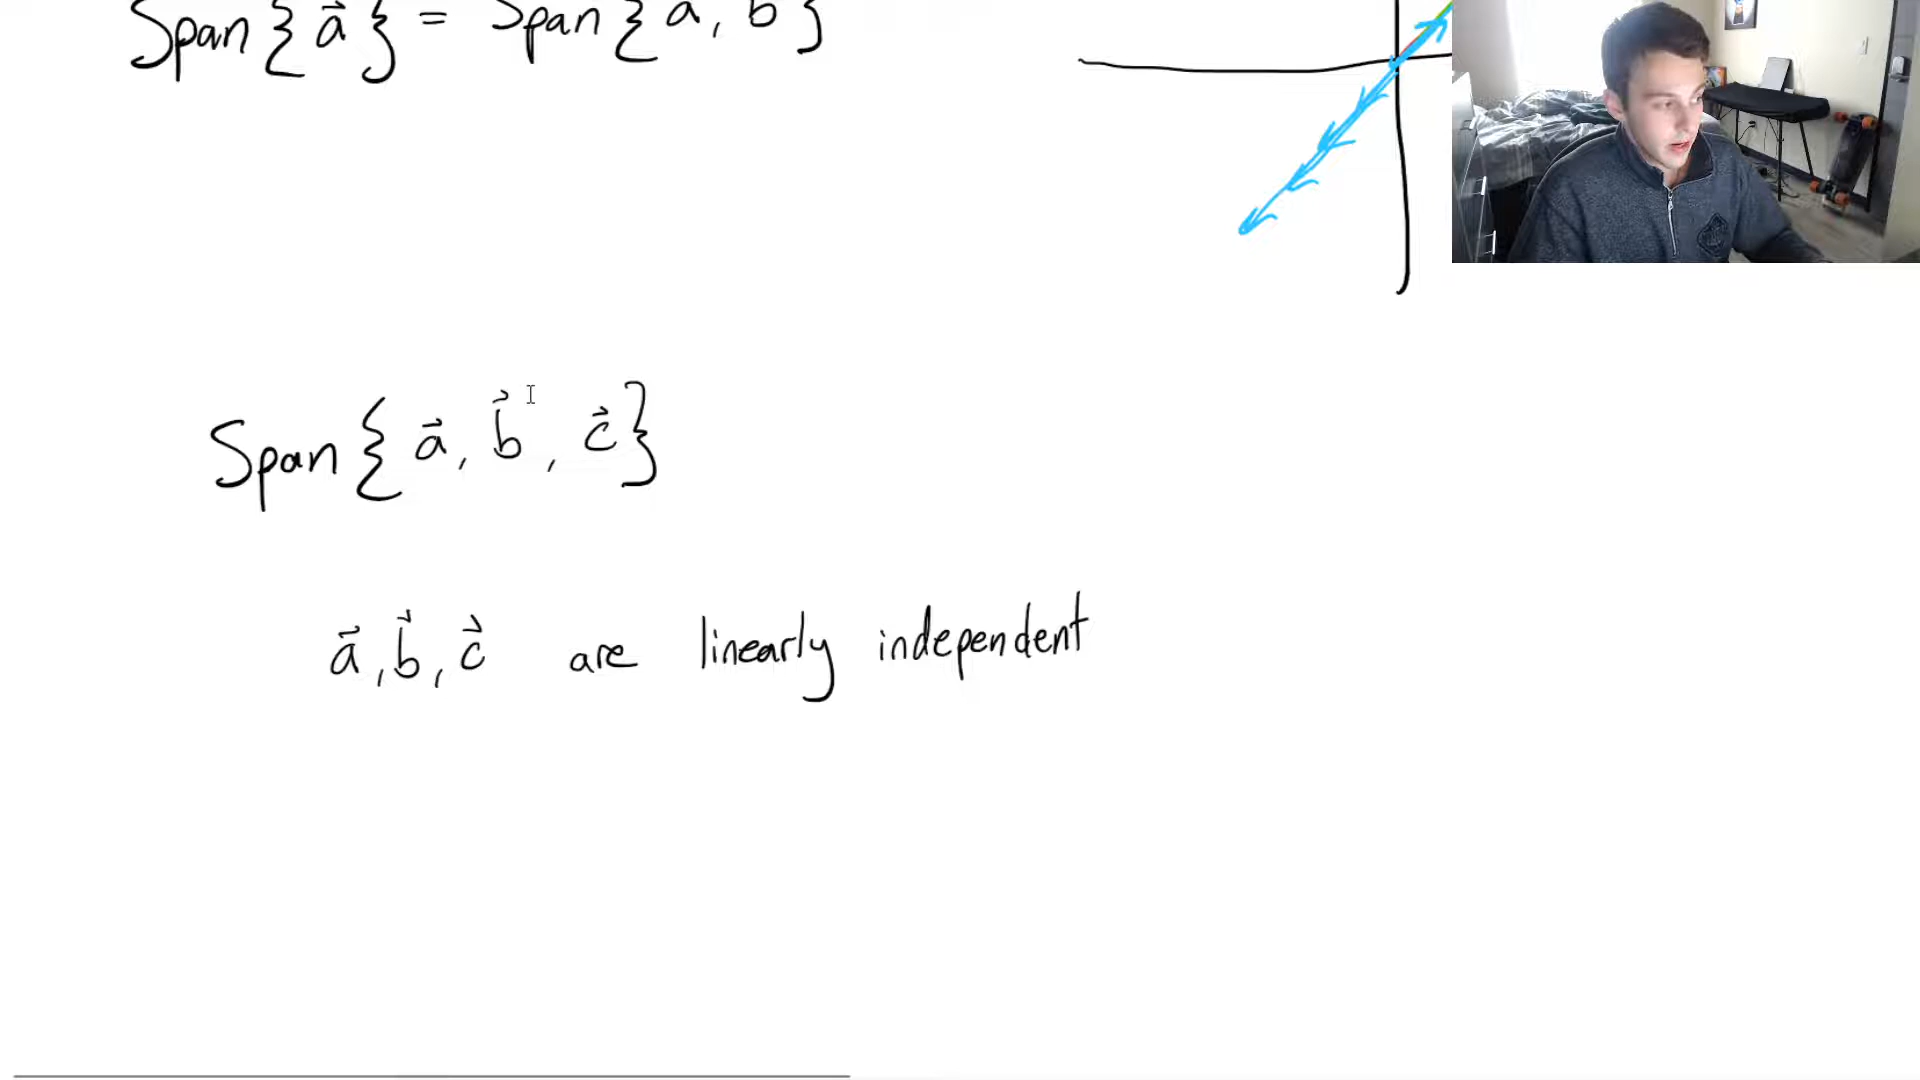 Span{a⃗} = Span{a⃗, b⃗}
Span{a⃗, b⃗, c⃗}
a⃗, b⃗, c⃗ are linearly independent